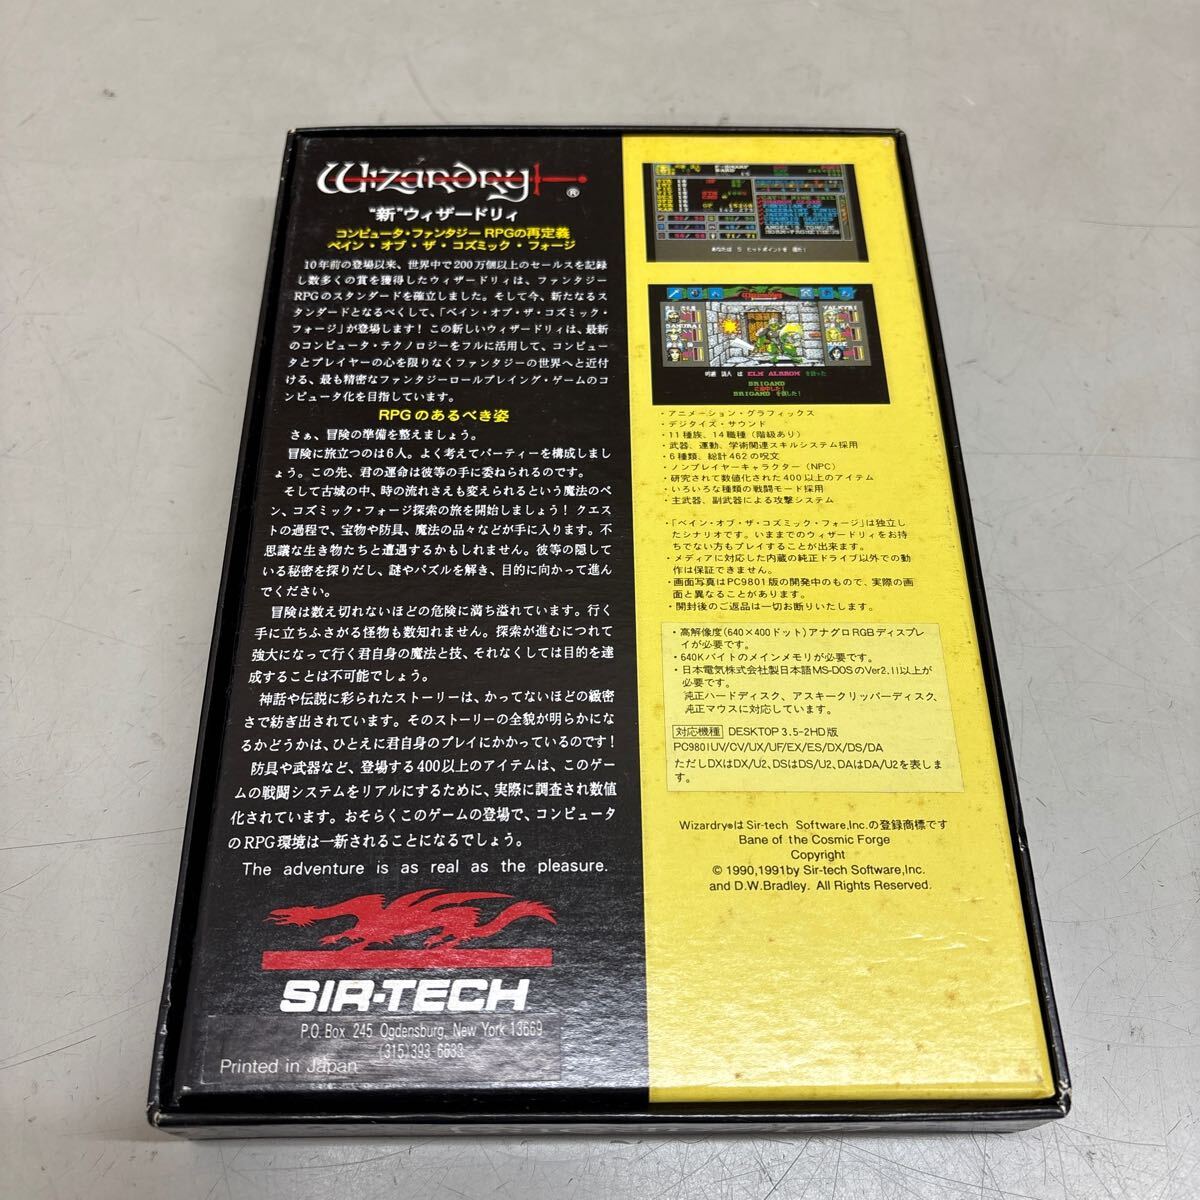 Wizardry®
"新"ウィザードリィ
コンピュータ・ファンタジーRPGの再定義
ベイン・オブ・ザ・コズミック・フォージ
10年前の登場以来、世界中で200万個以上のセールスを記録
し数多くの賞を獲得したウィザードリィは、ファンタジー
RPGのスタンダードを確立しました。そして今、新たなるス
タンダードとなるべくして、「ベイン・オブ・ザ・コズミック・
フォージ」が登場します！この新しいウィザードリィは、最新
のコンピュータ・テクノロジーをフルに活用して、コンピュー
タとプレイヤーの心を限りなくファンタジーの世界へと近付
ける、最も精密なファンタジーロールプレイング・ゲームのコ
ンピュータ化を目指しています。
RPGのあるべき姿
さぁ、冒険の準備を整えましょう。
冒険に旅立つのは6人。よく考えてパーティーを構成しまし
ょう。この先、君の運命は彼等の手に委ねられるのです。
そして古城の中、時の流れさえも変えられるという魔法のペ
ン、コズミック・フォージ探索の旅を開始しましょう！クエス
トの過程で、宝物や防具、魔法の品々などが手に入ります。不
思議な生き物たちと遭遇するかもしれません。彼等の隠して
いる秘密を探りだし、謎やパズルを解き、目的に向かって進ん
でください。
冒険は数え切れないほどの危険に満ち溢れています。行く
手に立ちふさがる怪物も数知れません。探索が進むにつれて
強大になって行く君自身の魔法と技、それなくしては目的を達
成することは不可能でしょう。
神話や伝説に彩られたストーリーは、かってないほどの緻密
さで紡ぎ出されています。そのストーリーの全貌が明らかにな
るかどうかは、ひとえに君自身のプレイにかかっているのです！
防具や武器など、登場する400以上のアイテムは、このゲー
ムの戦闘システムをリアルにするために、実際に調査され数値
化されています。おそらくこのゲームの登場で、コンピュータ
のRPG環境は一新されることになるでしょう。
The adventure is as real as the pleasure.
SIR-TECH
P.O. Box 245 Ogdensburg, New York 13669
(315)393-6633
Printed in Japan
あなたは 5 ヒットポイントを得た！
Wizardry
SAMURAI
VALKYRI
MAGE
は ELM ALBROM を
BRIGAND
に命中した！
BRIGAND を倒した！
・アニメーション・グラフィックス
・デジタイズ・サウンド
・11種族、14職種（階級あり）
・武器、運動、学術関連スキルシステム採用
・6種類、総計462の呪文
・ノンプレイヤーキャラクター（NPC）
・研究されて数値化された400以上のアイテム
・いろいろな種類の戦闘モード採用
・主武器、副武器による攻撃システム
・「ベイン・オブ・ザ・コズミック・フォージ」は独立し
たシナリオです。いままでのウィザードリィをお持
ちでない方もプレイすることが出来ます。
・メディアに対応した内蔵の純正ドライブ以外での動
作は保証できません。
・画面写真はPC9801版の開発中のもので、実際の画
面と異なることがあります。
・開封後のご返品は一切お断りいたします。
・高解像度(640×400ドット)アナグロRGBディスプレ
イが必要です。
・640Kバイトのメインメモリが必要です。
・日本電気株式会社製日本語MS-DOSのVer2.11以上が
必要です。
純正ハードディスク、アスキークリッパーディスク、
純正マウスに対応しています。
対応機種 DESKTOP 3.5-2HD版
PC9801UV/CV/UX/UF/EX/ES/DX/DS/DA
ただしDXはDX/U2、DSはDS/U2、DAはDA/U2を表しま
す。
Wizardry®はSir-tech Software,Inc.の登録商標です
Bane of the Cosmic Forge
Copyright
© 1990,1991 by Sir-tech Software,Inc.
and D.W.Bradley. All Rights Reserved.